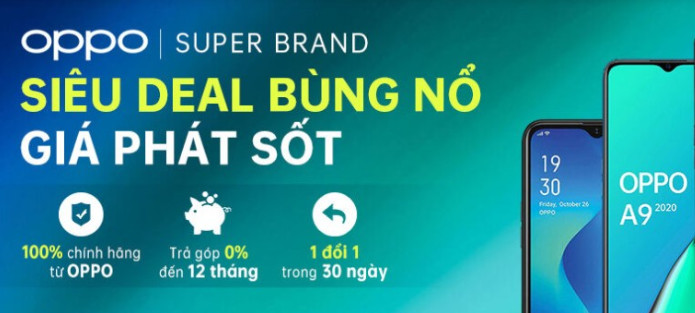 oppo | SUPER BRAND
SIÊU DEAL BÙNG NỔ
GIÁ PHÁT SỐT
100% chính hãng
từ OPPO
Trả góp 0%
đến 12 tháng
1 đổi 1
trong 30 ngày
19
30
Friday, October 26
OPPO
OPPO
A9 2020